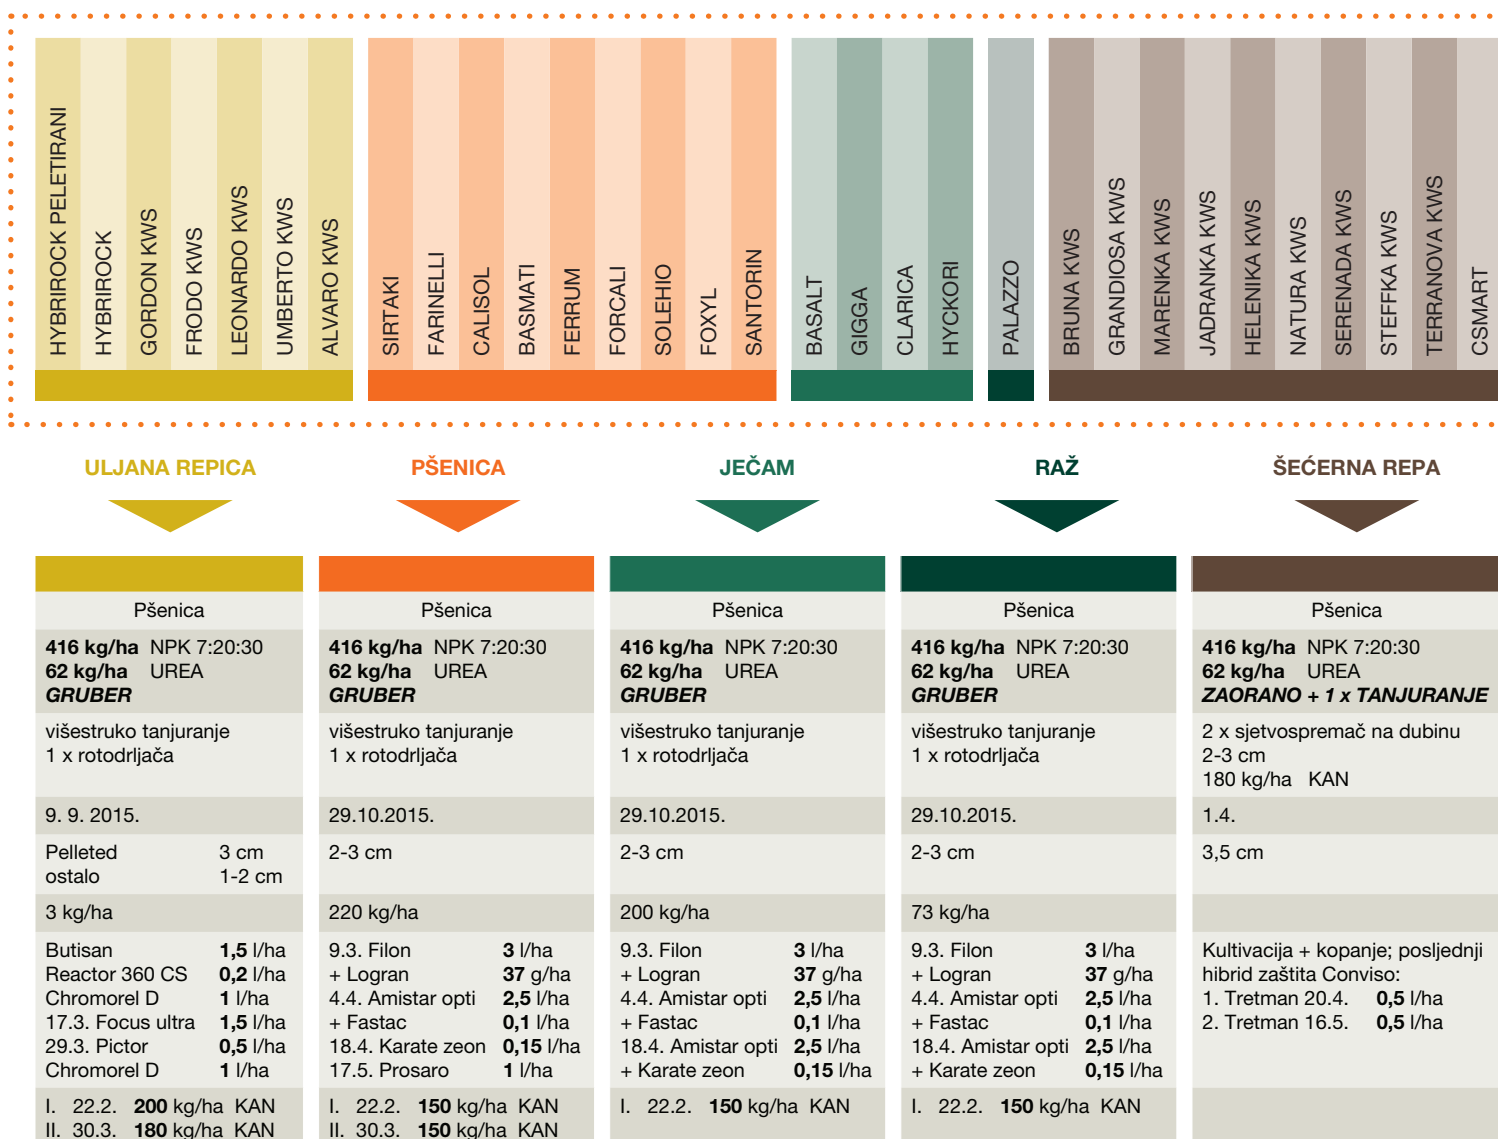 HYBRIROCK PELETIRANI
HYBRIROCK
GORDON KWS
FRODO KWS
LEONARDO KWS
UMBERTO KWS
ALVARO KWS
SIRTAKI
FARINELLI
CALISOL
BASMATI
FERRUM
FORCALI
SOLEHIO
FOXYL
SANTORIN
BASALT
GIGGA
CLARICA
HYCKORI
PALAZZO
BRUNA KWS
GRANDIOSA KWS
MARENKA KWS
JADRANKA KWS
HELENIKA KWS
NATURA KWS
SERENADA KWS
STEFFKA KWS
TERRANOVA KWS
CSMART
ULJANA REPICA
Pšenica
416 kg/ha NPK 7:20:30
62 kg/ha UREA
GRUBER
višestruko tanjuranje
1 x rotodrljača
9. 9. 2015.
Pelleted 3 cm
ostalo 1-2 cm
3 kg/ha
Butisan 1,5 l/ha
Reactor 360 CS 0,2 l/ha
Chromorel D 1 l/ha
17.3. Focus ultra 1,5 l/ha
29.3. Pictor 0,5 l/ha
Chromorel D 1 l/ha
I. 22.2. 200 kg/ha KAN
II. 30.3. 180 kg/ha KAN
PŠENICA
Pšenica
416 kg/ha NPK 7:20:30
62 kg/ha UREA
GRUBER
višestruko tanjuranje
1 x rotodrljača
29.10.2015.
2-3 cm
220 kg/ha
9.3. Filon 3 l/ha
+ Logran 37 g/ha
4.4. Amistar opti 2,5 l/ha
+ Fastac 0,1 l/ha
18.4. Karate zeon 0,15 l/ha
17.5. Prosaro 1 l/ha
I. 22.2. 150 kg/ha KAN
II. 30.3. 150 kg/ha KAN
JEČAM
Pšenica
416 kg/ha NPK 7:20:30
62 kg/ha UREA
GRUBER
višestruko tanjuranje
1 x rotodrljača
29.10.2015.
2-3 cm
200 kg/ha
9.3. Filon 3 l/ha
+ Logran 37 g/ha
4.4. Amistar opti 2,5 l/ha
+ Fastac 0,1 l/ha
18.4. Amistar opti 2,5 l/ha
+ Karate zeon 0,15 l/ha
I. 22.2. 150 kg/ha KAN
RAŽ
Pšenica
416 kg/ha NPK 7:20:30
62 kg/ha UREA
GRUBER
višestruko tanjuranje
1 x rotodrljača
29.10.2015.
2-3 cm
73 kg/ha
9.3. Filon 3 l/ha
+ Logran 37 g/ha
4.4. Amistar opti 2,5 l/ha
+ Fastac 0,1 l/ha
18.4. Amistar opti 2,5 l/ha
+ Karate zeon 0,15 l/ha
I. 22.2. 150 kg/ha KAN
ŠEĆERNA REPA
Pšenica
416 kg/ha NPK 7:20:30
62 kg/ha UREA
ZAORANO + 1 x TANJURANJE
2 x sjetvospremač na dubinu
2-3 cm
180 kg/ha KAN
1.4.
3,5 cm
Kultivacija + kopanje; posljednji
hibrid zaštita Conviso:
1. Tretman 20.4. 0,5 l/ha
2. Tretman 16.5. 0,5 l/ha